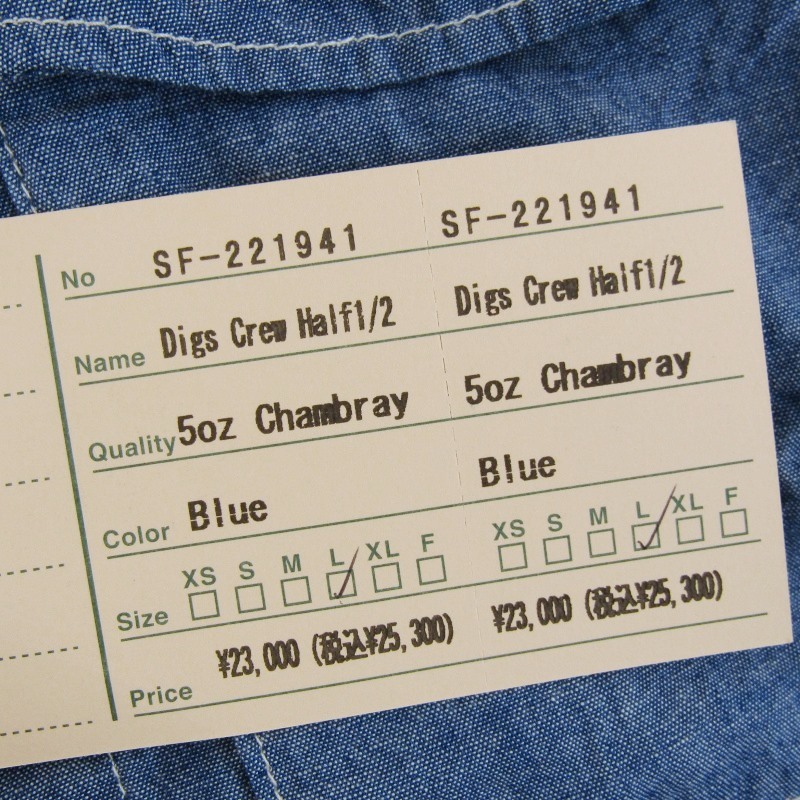 No SF-221941 SF-221941
Name Digs Crew Half1/2 Digs Crew Half1/2
Quality 5oz Chambray 5oz Chambray
Color Blue Blue
XS S M L XL F XS S M L XL F
Size
Price ¥23,000 (税込¥25,300) ¥23,000 (税込¥25,300)